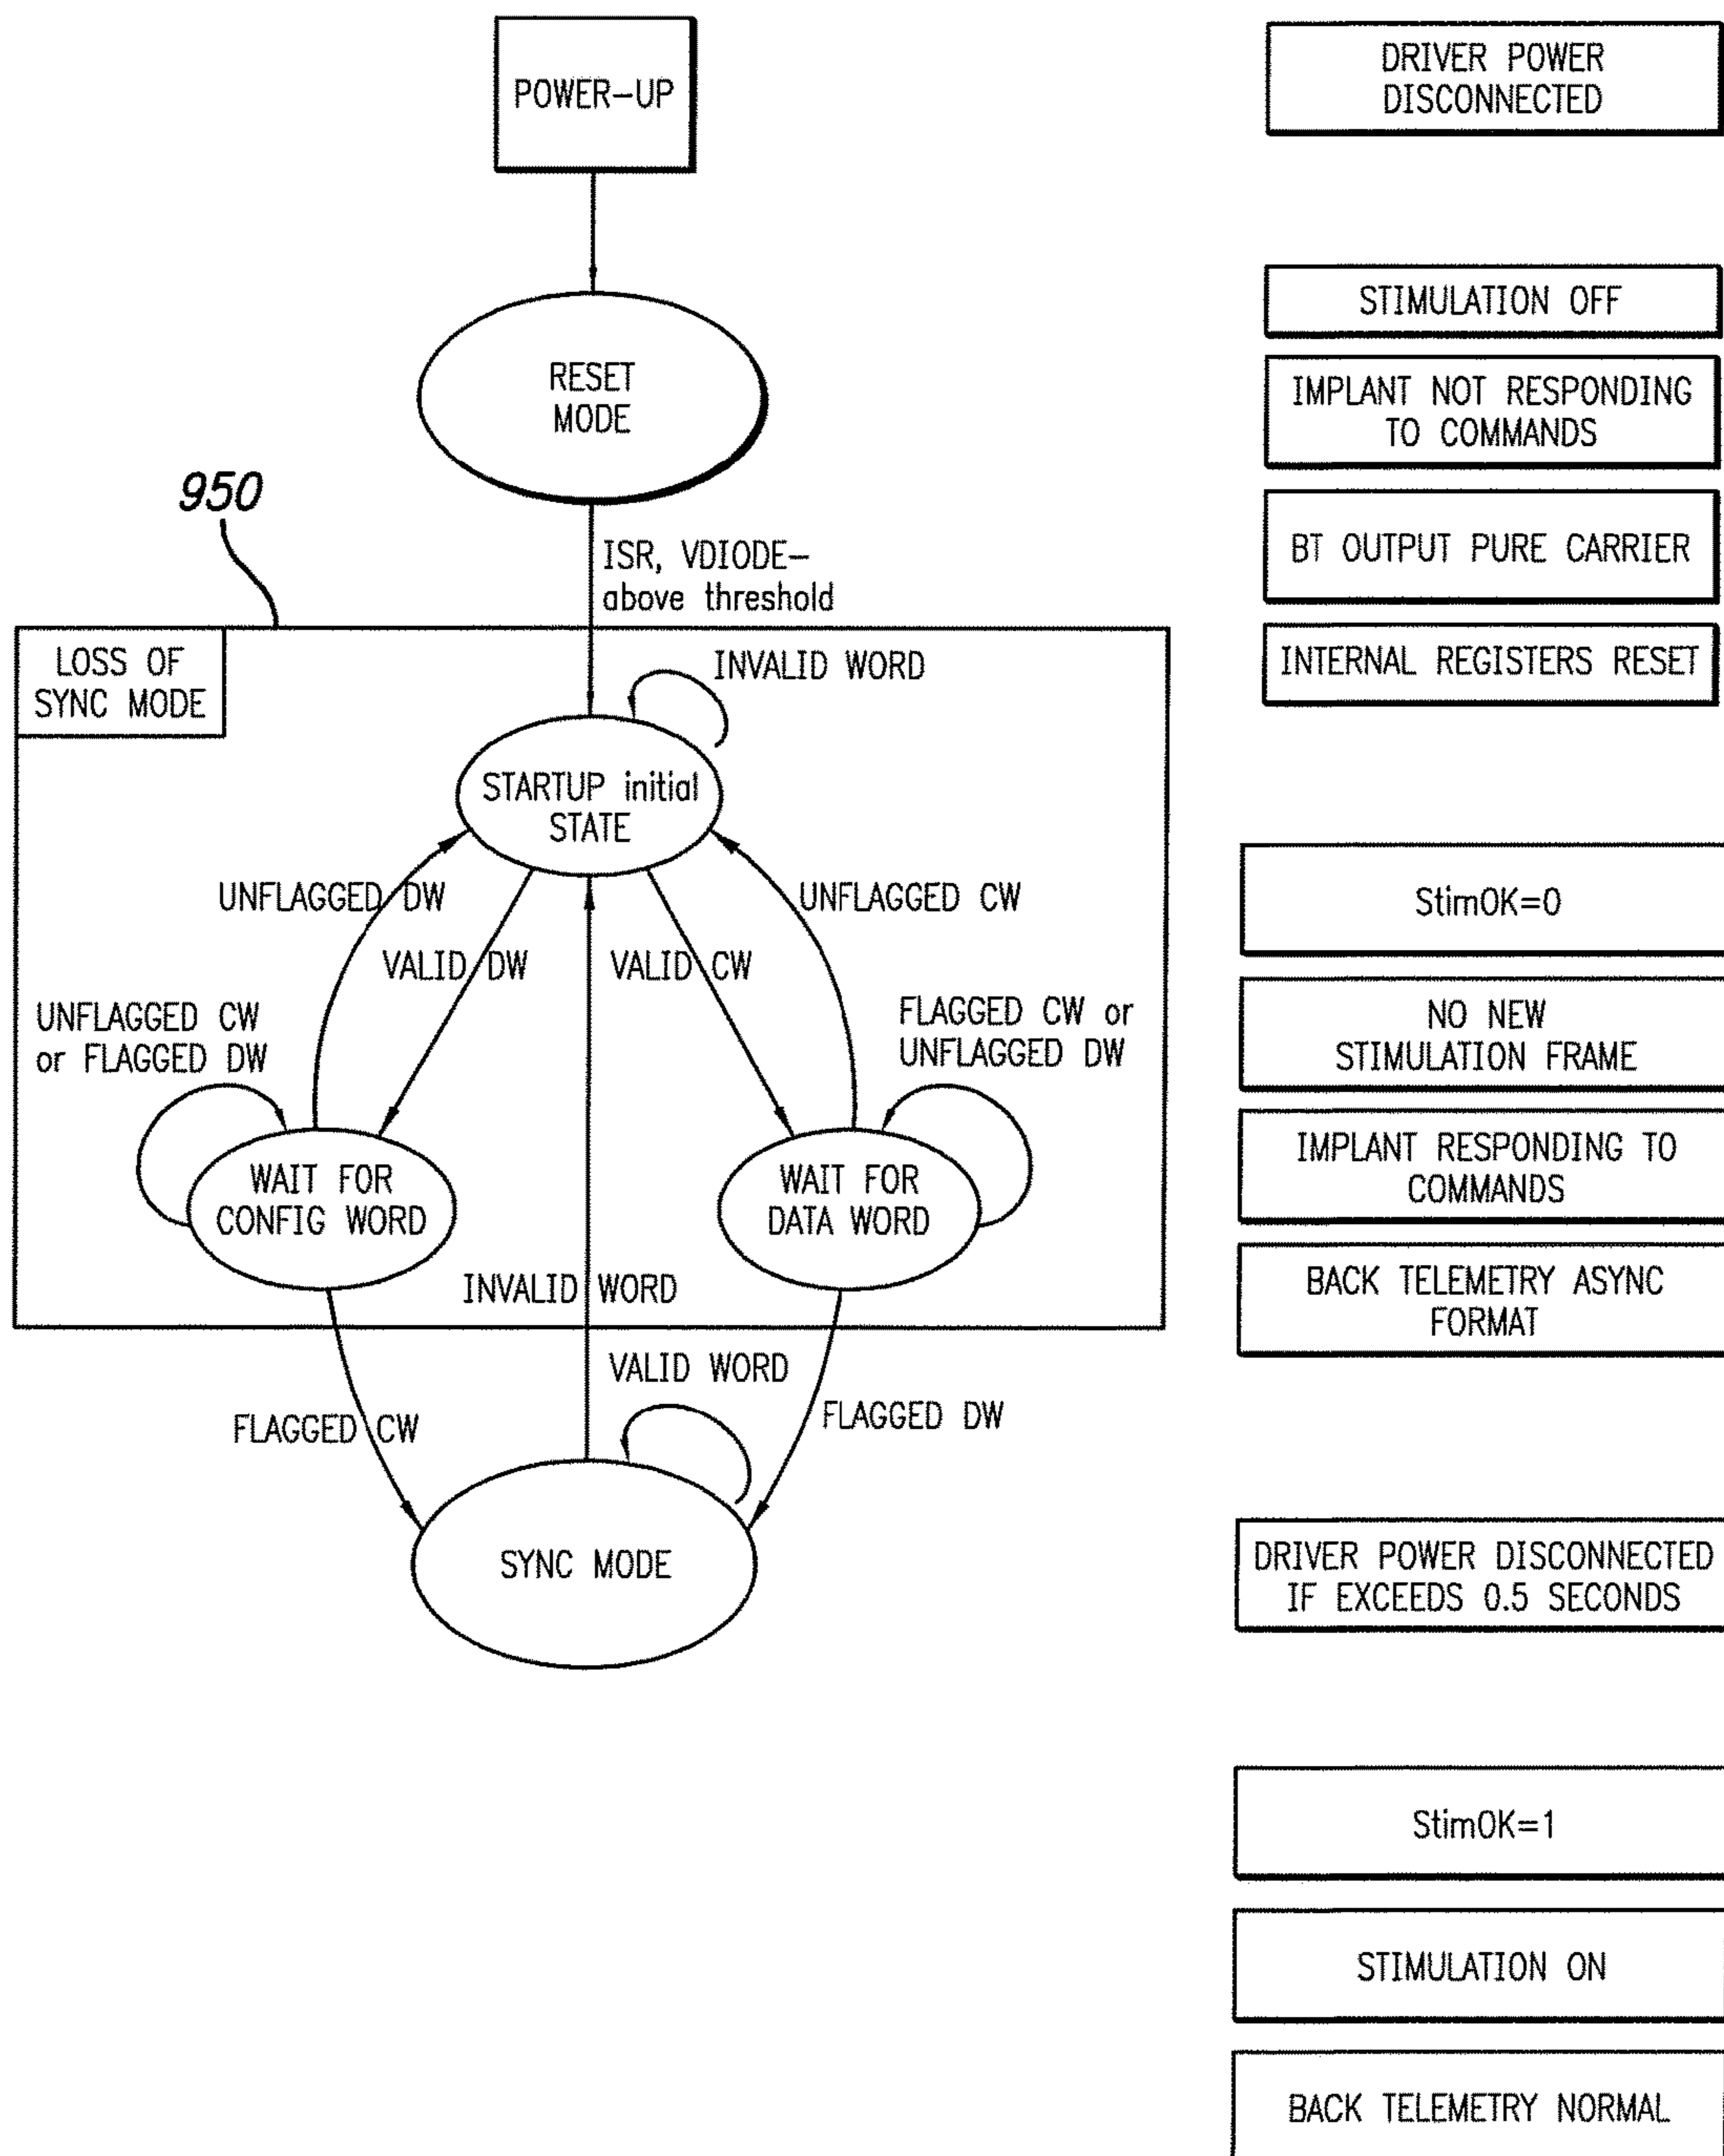 POWER-UP
RESET
MODE
950
ISR, VDIODE-
above threshold
LOSS OF
SYNC MODE
INVALID WORD
STARTUP initial
STATE
UNFLAGGED DW
UNFLAGGED CW
VALID DW
VALID CW
UNFLAGGED CW
or FLAGGED DW
FLAGGED CW or
UNFLAGGED DW
WAIT FOR
CONFIG WORD
WAIT FOR
DATA WORD
INVALID WORD
VALID WORD
FLAGGED CW
FLAGGED DW
SYNC MODE
DRIVER POWER
DISCONNECTED
STIMULATION OFF
IMPLANT NOT RESPONDING
TO COMMANDS
BT OUTPUT PURE CARRIER
INTERNAL REGISTERS RESET
StimOK=0
NO NEW
STIMULATION FRAME
IMPLANT RESPONDING TO
COMMANDS
BACK TELEMETRY ASYNC
FORMAT
DRIVER POWER DISCONNECTED
IF EXCEEDS 0.5 SECONDS
StimOK=1
STIMULATION ON
BACK TELEMETRY NORMAL